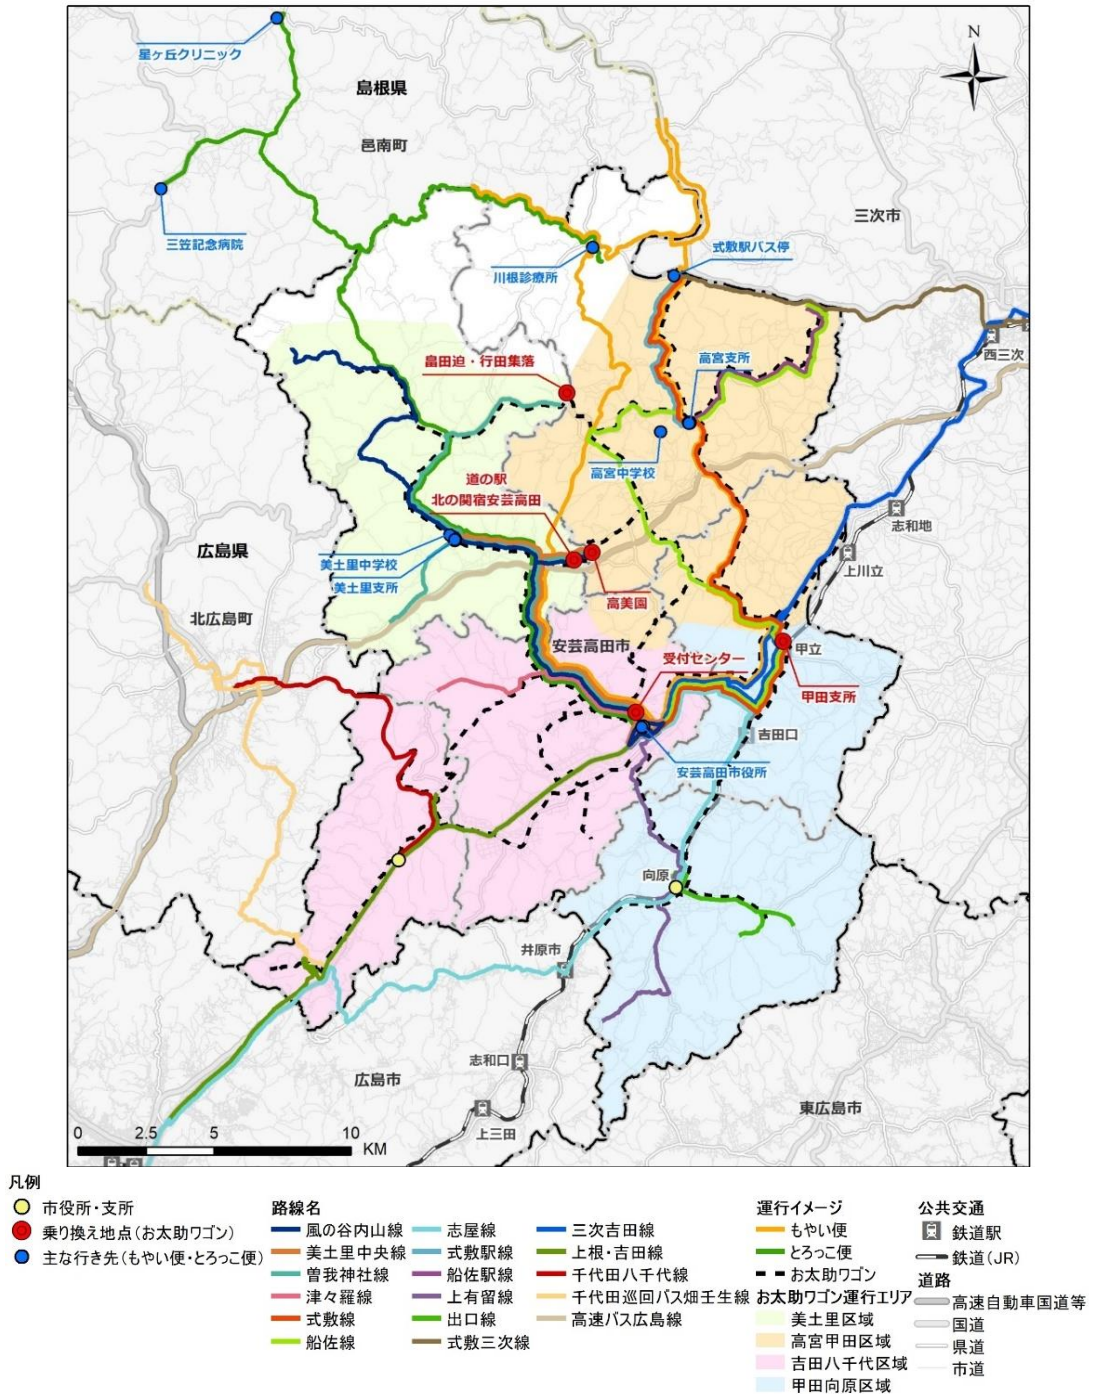 N
星ヶ丘クリニック
島根県
邑南町
三次市
三笠記念病院
川根診療所
式敷駅バス停
西三次
畠田迫・行田集落
高宮支所
道の駅
北の関宿安芸高田
高宮中学校
志和地
広島県
美土里中学校
美土里支所
上川立
高美園
北広島町
安芸高田市
受付センター
甲立
甲田支所
吉田口
安芸高田市役所
向原
井原市
志和口
広島市
東広島市
上三田
0 2.5 5 10
KM
凡例
市役所・支所
乗り換え地点(お太助ワゴン)
主な行き先(もやい便・とろっこ便)
路線名
風の谷内山線
美土里中央線
曽我神社線
津々羅線
式敷線
船佐線
志屋線
式敷駅線
船佐駅線
上有留線
出口線
式敷三次線
三次吉田線
上根・吉田線
千代田八千代線
千代田巡回バス畑壬生線
高速バス広島線
運行イメージ
もやい便
とろっこ便
お太助ワゴン
お太助ワゴン運行エリア
美土里区域
高宮甲田区域
吉田八千代区域
甲田向原区域
公共交通
鉄道駅
鉄道(JR)
道路
高速自動車国道等
国道
県道
市道